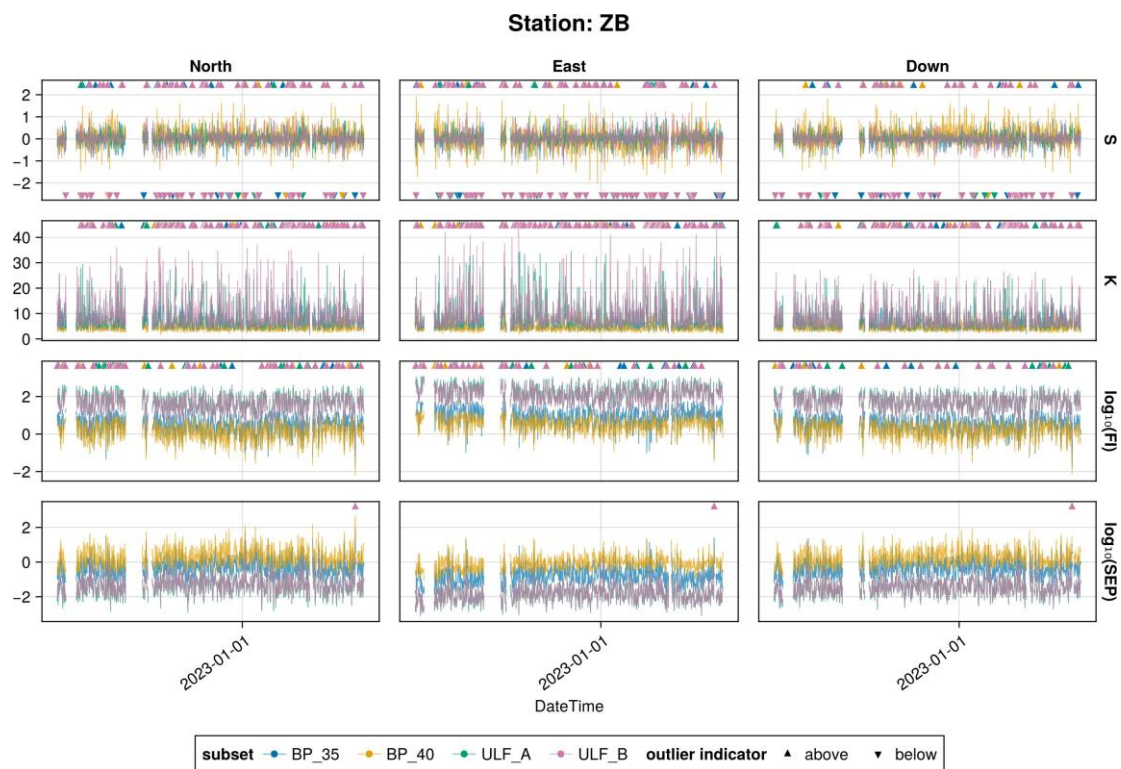 Station: ZB
North East Down
2
1
0
−1
−2
S
40
30
20
10
0
K
2
0
−2
log₁₀(FI)
2
0
−2
log₁₀(SEP)
2023-01-01 2023-01-01 2023-01-01
DateTime
subset BP_35 BP_40 ULF_A ULF_B outlier indicator above below